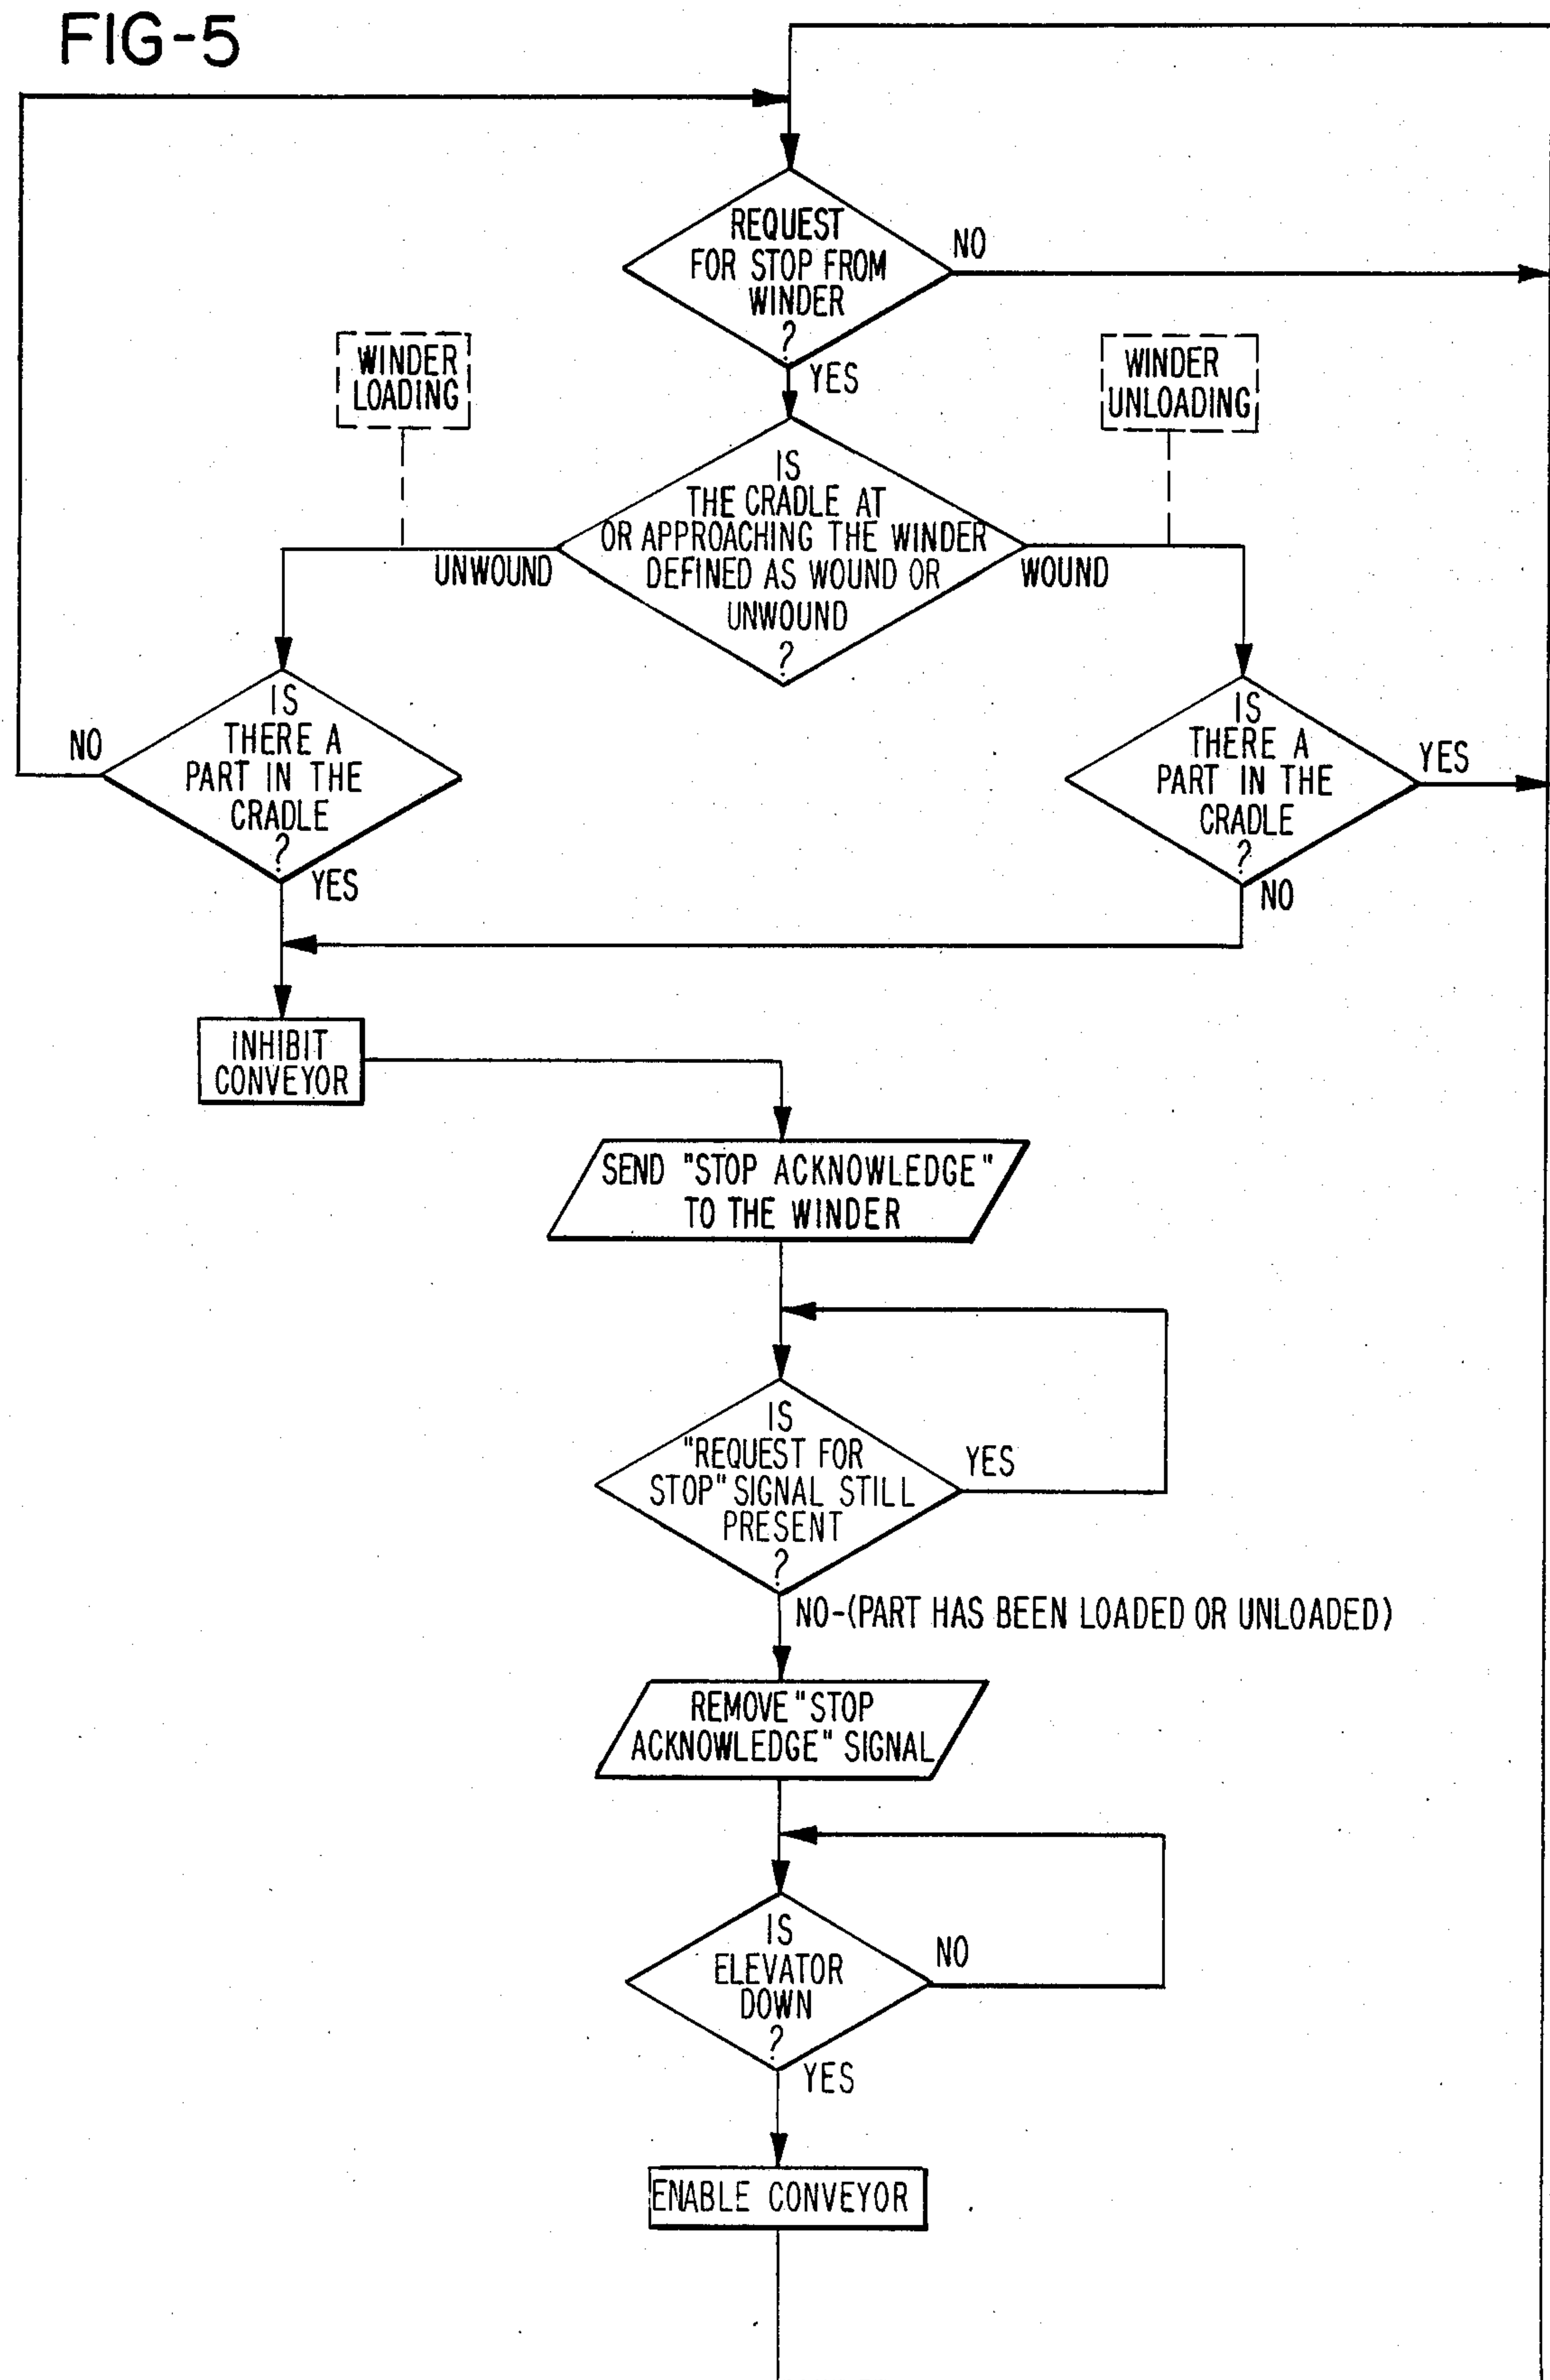 FIG-5
REQUEST
FOR STOP FROM
WINDER
?
NO
YES
WINDER
LOADING
WINDER
UNLOADING
IS
THE CRADLE AT
OR APPROACHING THE WINDER
DEFINED AS WOUND OR
UNWOUND
?
UNWOUND
WOUND
IS
THERE A
PART IN THE
CRADLE
?
NO
YES
IS
THERE A
PART IN THE
CRADLE
?
YES
NO
INHIBIT
CONVEYOR
SEND "STOP ACKNOWLEDGE"
TO THE WINDER
IS
"REQUEST FOR
STOP" SIGNAL STILL
PRESENT
?
YES
NO-(PART HAS BEEN LOADED OR UNLOADED)
REMOVE "STOP
ACKNOWLEDGE" SIGNAL
IS
ELEVATOR
DOWN
?
NO
YES
ENABLE CONVEYOR